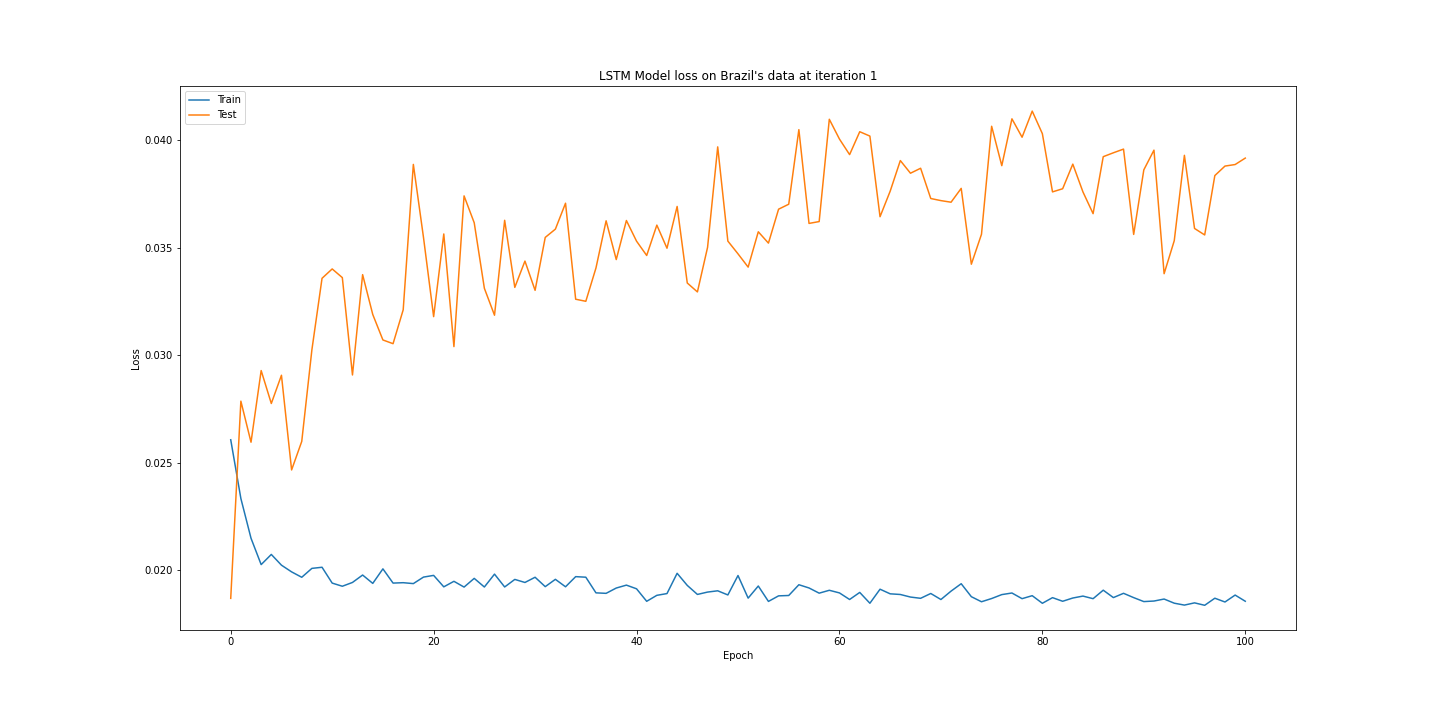 LSTM Model loss on Brazil's data at iteration 1
Train
Test
0.040
0.035
0.030
0.025
0.020
Loss
0 20 40 60 80 100
Epoch